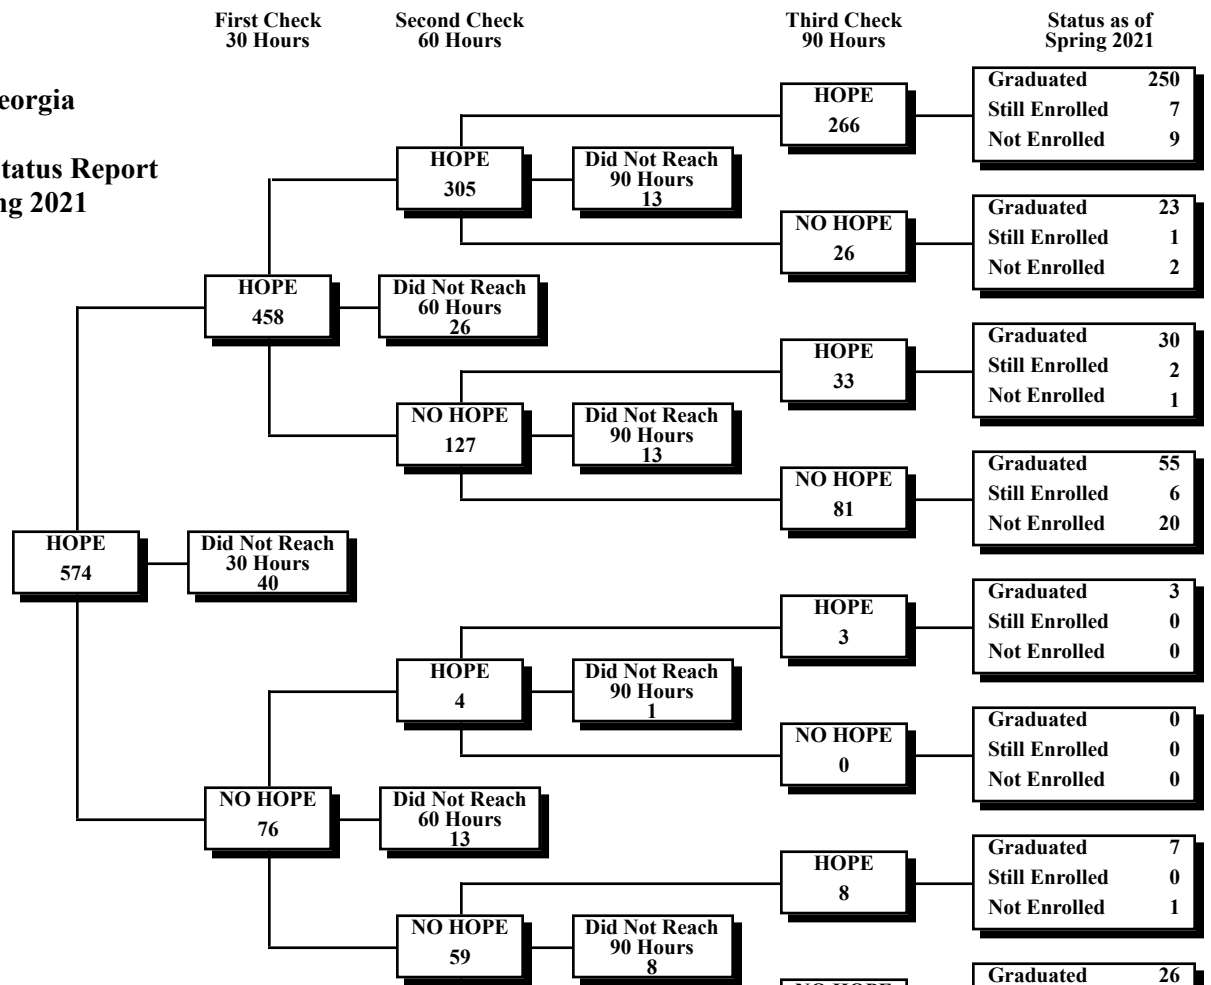 First Check
30 Hours
Second Check
60 Hours
Third Check
90 Hours
Status as of
Spring 2021
eorgia
tatus Report
ng 2021
HOPE
574
Did Not Reach
30 Hours
40
HOPE
458
Did Not Reach
60 Hours
26
NO HOPE
76
Did Not Reach
60 Hours
13
HOPE
305
Did Not Reach
90 Hours
13
NO HOPE
127
Did Not Reach
90 Hours
13
HOPE
4
Did Not Reach
90 Hours
1
NO HOPE
59
Did Not Reach
90 Hours
8
HOPE
266
Graduated 250
Still Enrolled 7
Not Enrolled 9
NO HOPE
26
Graduated 23
Still Enrolled 1
Not Enrolled 2
HOPE
33
Graduated 30
Still Enrolled 2
Not Enrolled 1
NO HOPE
81
Graduated 55
Still Enrolled 6
Not Enrolled 20
HOPE
3
Graduated 3
Still Enrolled 0
Not Enrolled 0
NO HOPE
0
Graduated 0
Still Enrolled 0
Not Enrolled 0
HOPE
8
Graduated 7
Still Enrolled 0
Not Enrolled 1
NO HOPE
Graduated 26